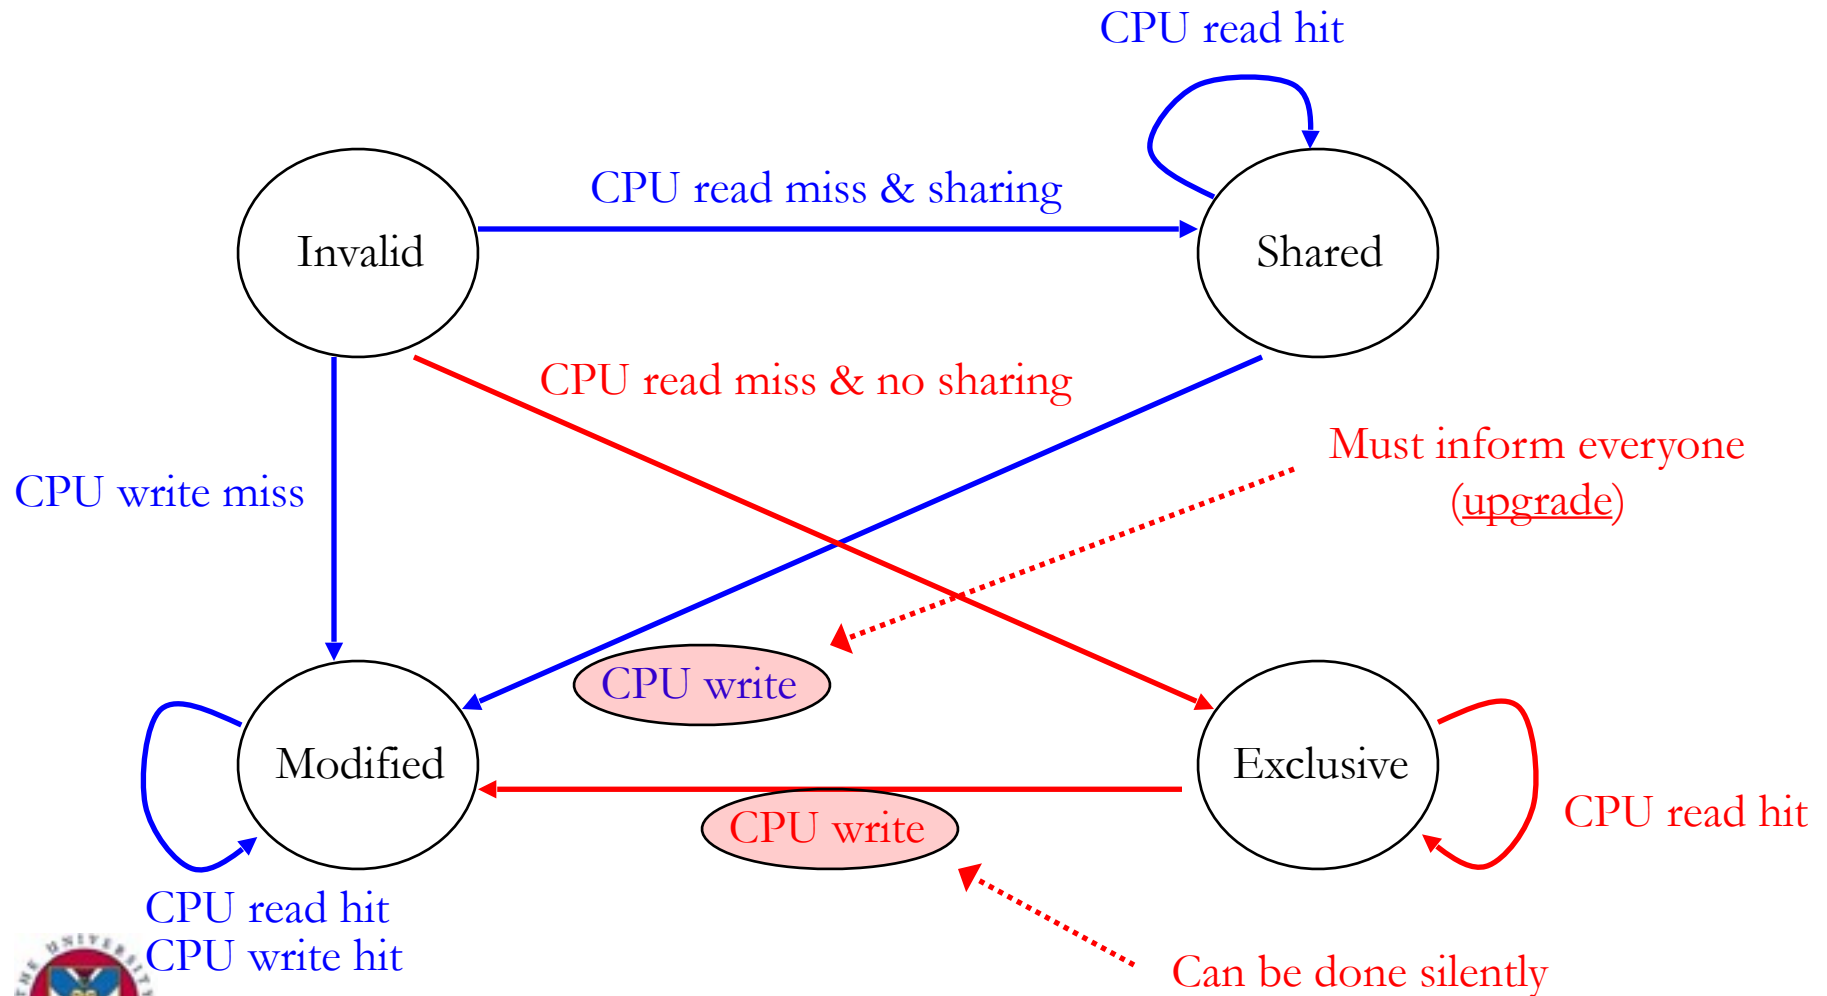 CPU read hit
CPU read miss & sharing
Invalid
Shared
CPU read miss & no sharing
Must inform everyone
(upgrade)
CPU write miss
CPU write
Modified
Exclusive
CPU write
CPU read hit
CPU read hit
CPU write hit
Can be done silently
THE UNIVERSITY